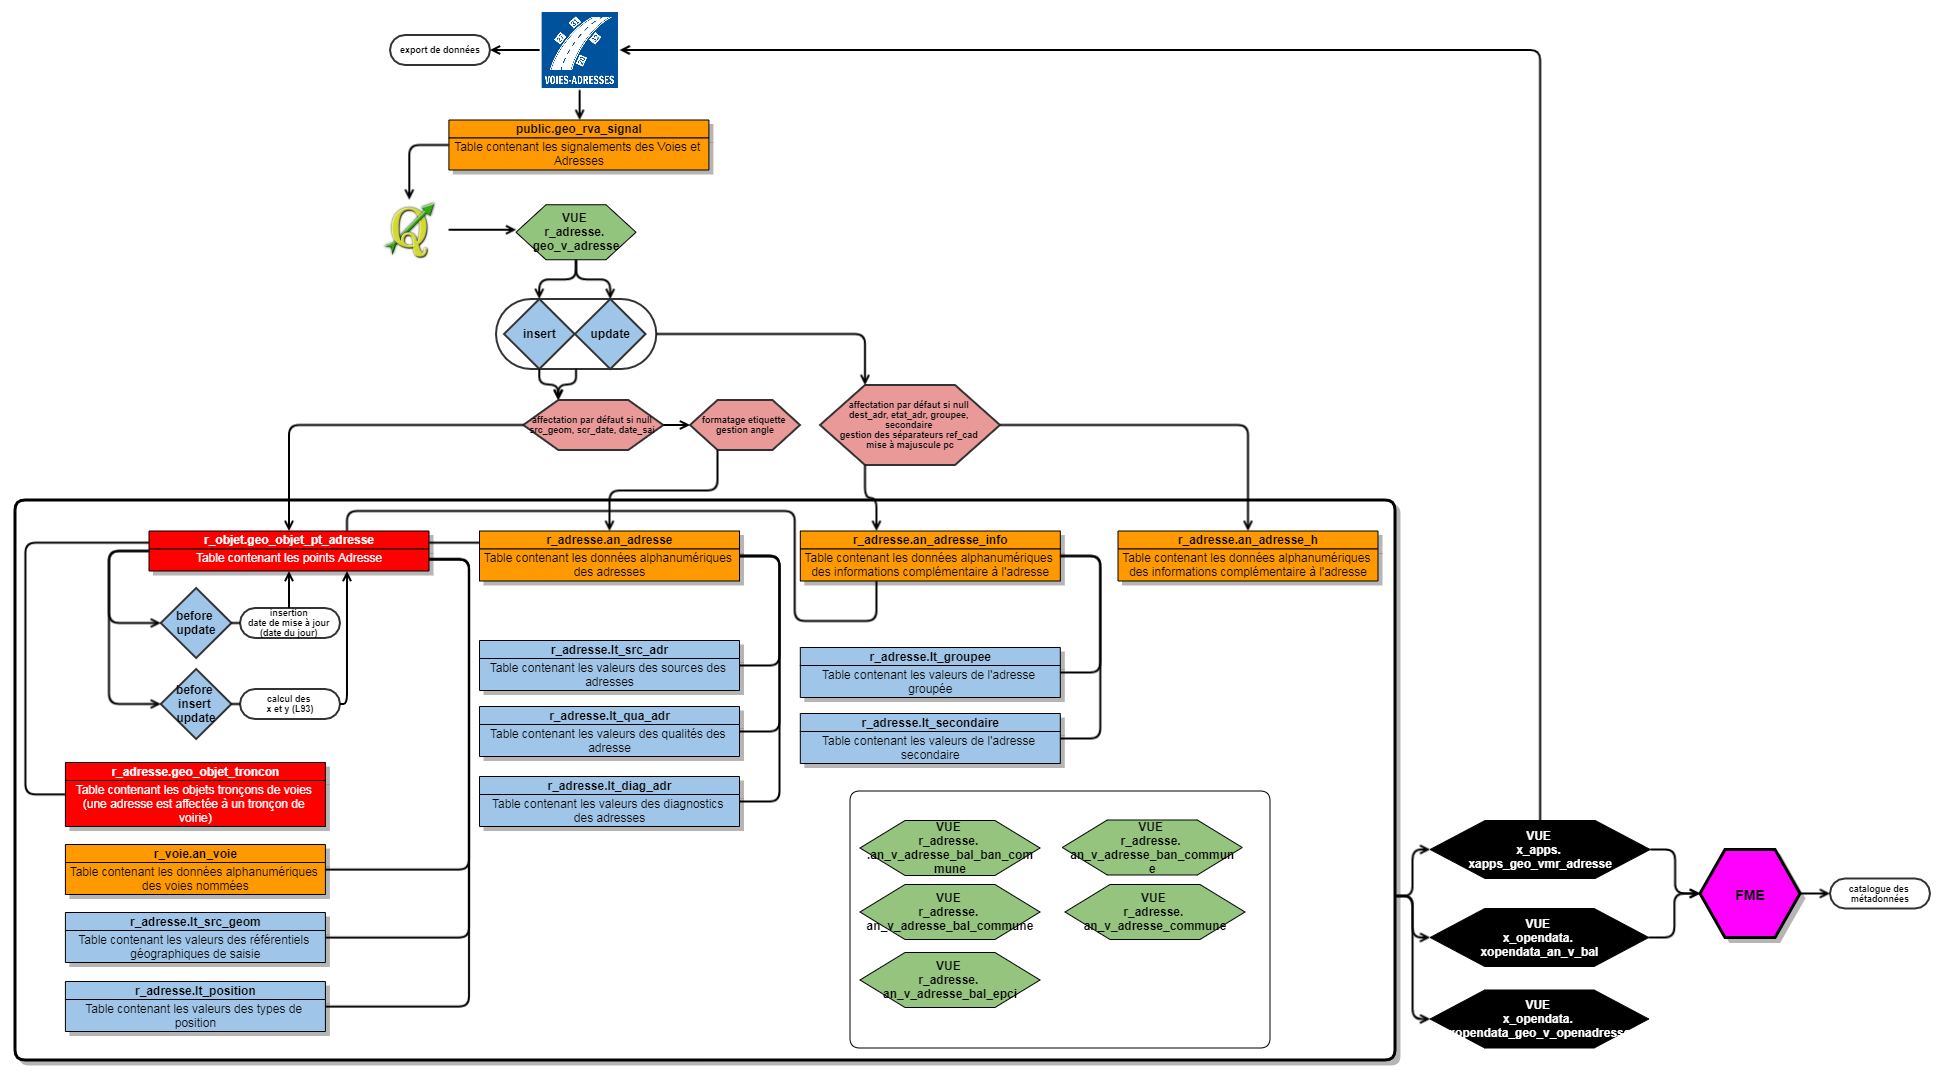 export de données
VOIES-ADRESSES
public.geo_rva_signal
Table contenant les signalements des Voies et
Adresses
VUE
r_adresse.
geo_v_adresse
insert
update
affectation par défaut si null
src_geom, scr_date, date_sai
formatage etiquette
gestion angle
affectation par défaut si null
dest_adr, etat_adr, groupee,
secondaire
gestion des séparateurs ref_cad
mise à majuscule pc
r_objet.geo_objet_pt_adresse
Table contenant les points Adresse
r_adresse.an_adresse
Table contenant les données alphanumériques
des adresses
r_adresse.an_adresse_info
Table contenant les données alphanumériques
des informations complémentaire à l'adresse
r_adresse.an_adresse_h
Table contenant les données alphanumériques
des informations complémentaire à l'adresse
before
update
insertion
date de mise à jour
(date du jour)
before
insert
update
calcul des
x et y (L93)
r_adresse.lt_src_adr
Table contenant les valeurs des sources des
adresses
r_adresse.lt_qua_adr
Table contenant les valeurs des qualités des
adresse
r_adresse.lt_diag_adr
Table contenant les valeurs des diagnostics
des adresses
r_adresse.lt_groupee
Table contenant les valeurs de l'adresse
groupée
r_adresse.lt_secondaire
Table contenant les valeurs de l'adresse
secondaire
r_adresse.geo_objet_troncon
Table contenant les objets tronçons de voies
(une adresse est affectée à un tronçon de
voirie)
r_voie.an_voie
Table contenant les données alphanumériques
des voies nommées
r_adresse.lt_src_geom
Table contenant les valeurs des référentiels
géographiques de saisie
r_adresse.lt_position
Table contenant les valeurs des types de
position
VUE
r_adresse.
.an_v_adresse_bal_ban_com
mune
VUE
r_adresse.
an_v_adresse_ban_commun
e
VUE
r_adresse.
an_v_adresse_bal_commune
VUE
r_adresse.
an_v_adresse_commune
VUE
r_adresse.
an_v_adresse_bal_epci
VUE
x_apps.
xapps_geo_vmr_adresse
VUE
x_opendata.
xopendata_an_v_bal
VUE
x_opendata.
xopendata_geo_v_openadresse
FME
catalogue des
métadonnées